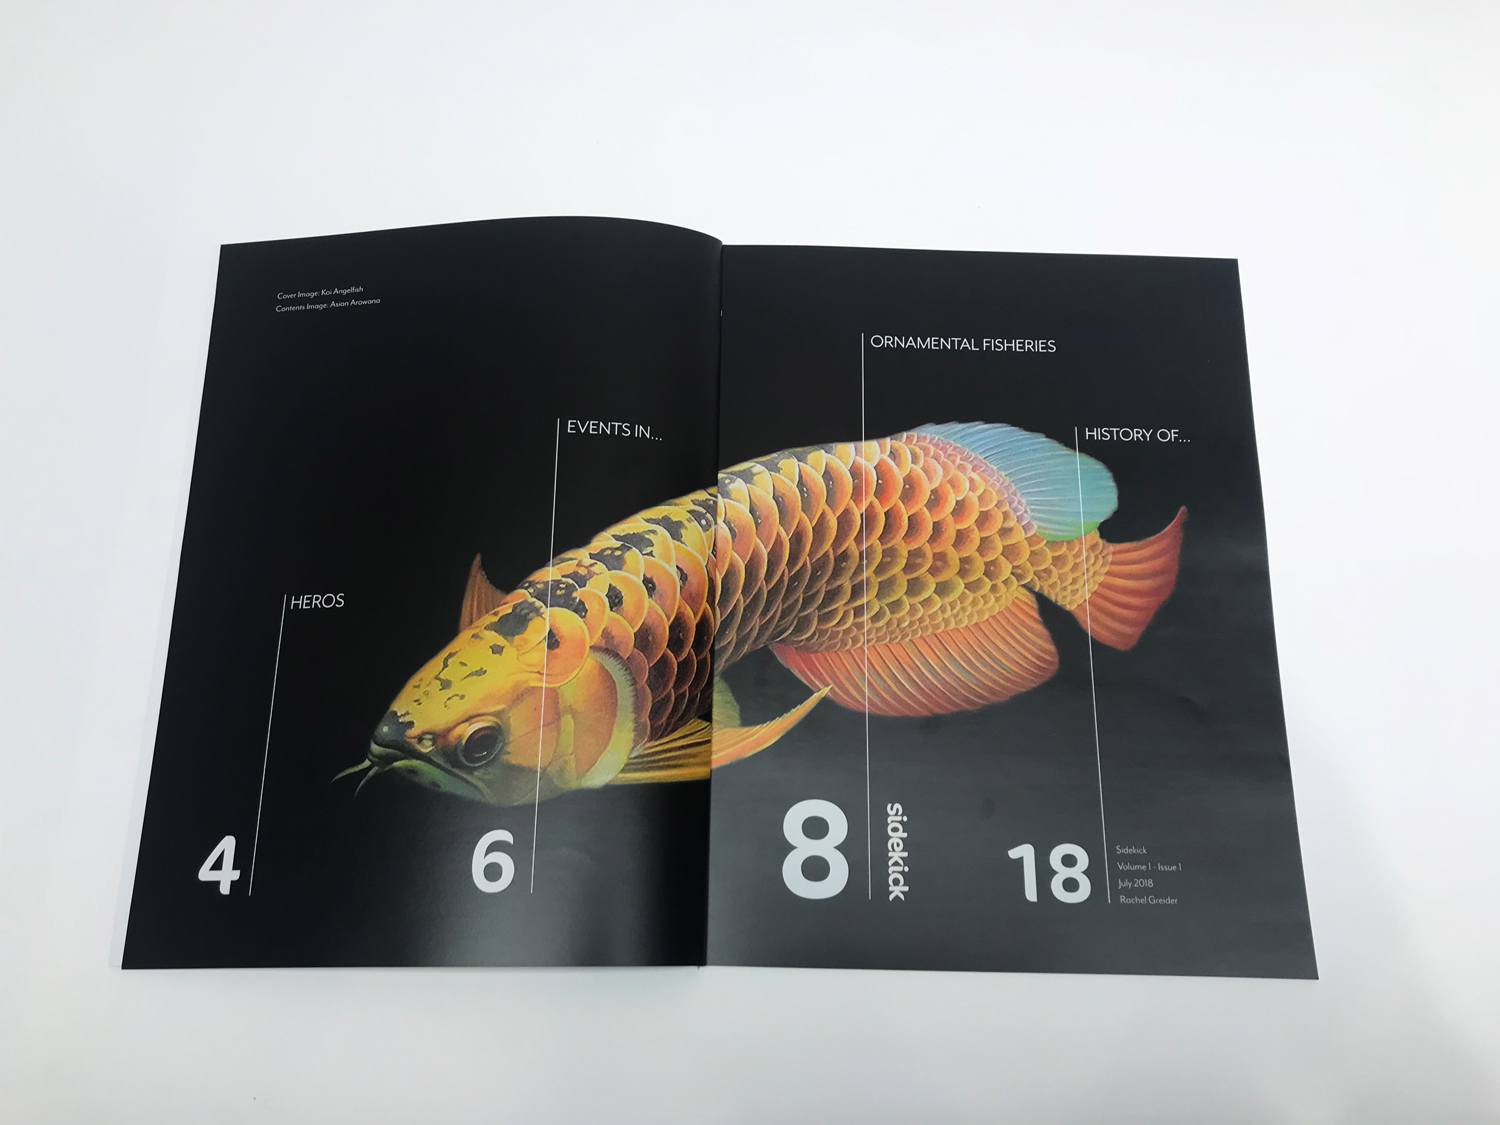 Cover Image: Koi Angelfish
Contents Image: Asian Arowana
HEROS
4
EVENTS IN...
6
ORNAMENTAL FISHERIES
8
sidekick
HISTORY OF...
18
Sidekick
Volume 1 - Issue 1
July 2018
Rachel Greider